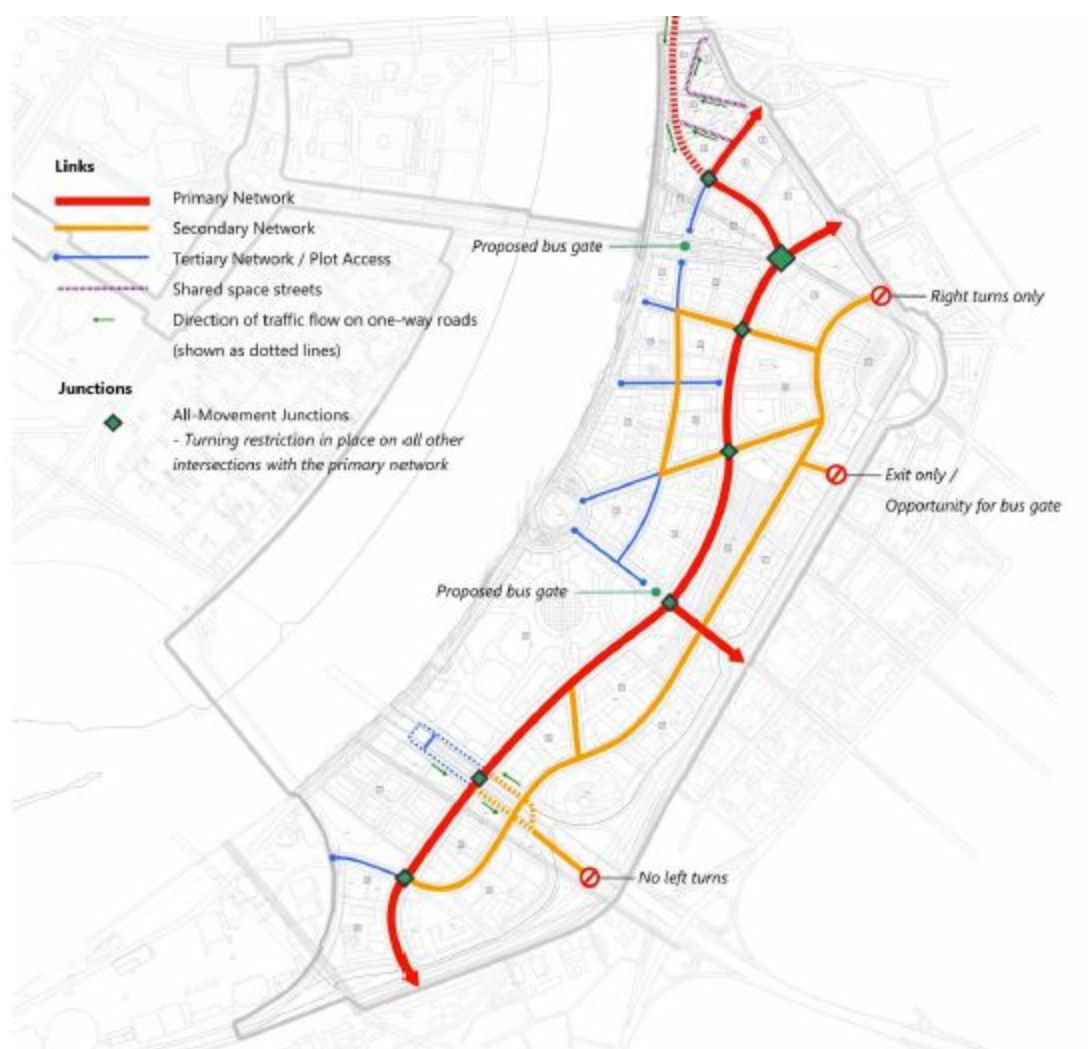 Links
Primary Network
Secondary Network
Tertiary Network / Plot Access
Shared space streets
Direction of traffic flow on one-way roads
(shown as dotted lines)
Junctions
All-Movement Junctions
- Turning restriction in place on all other
intersections with the primary network
Proposed bus gate
Right turns only
Exit only /
Opportunity for bus gate
Proposed bus gate
No left turns